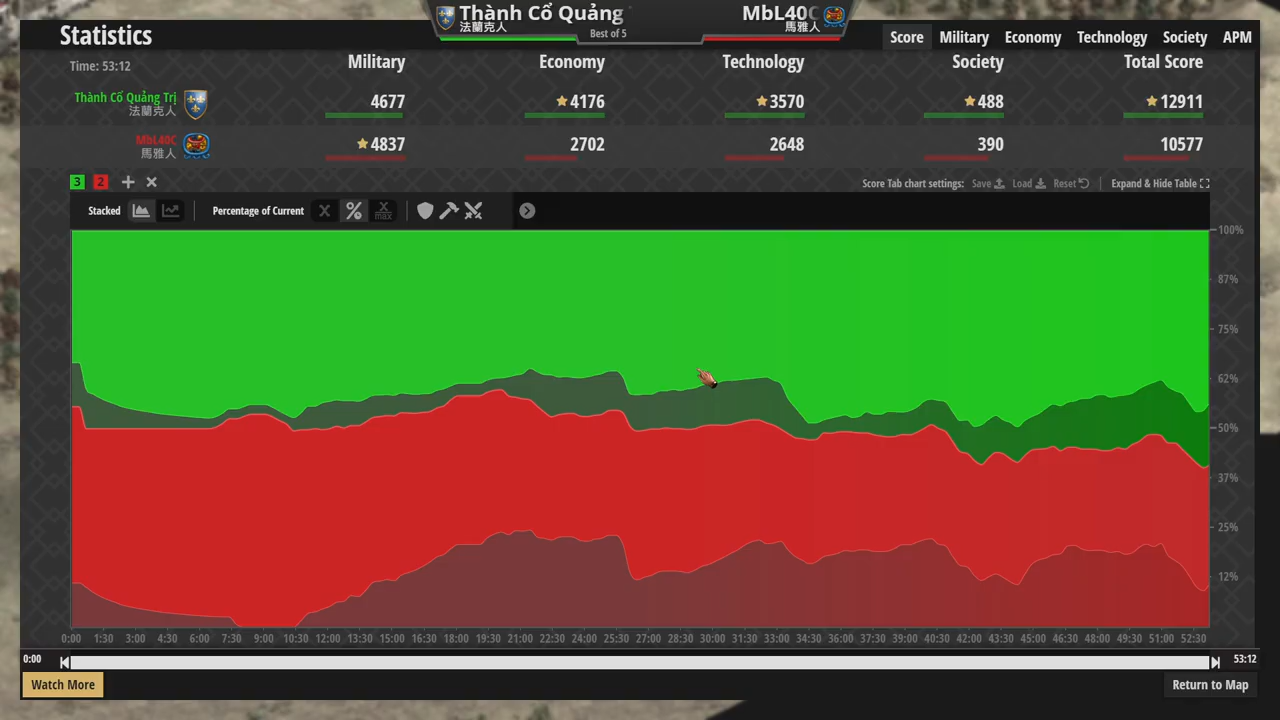 Thành Cổ Quảng
法蘭克人
Best of 5
MbL40C
馬雅人
Statistics
Score Military Economy Technology Society APM
Time: 53:12
Military Economy Technology Society Total Score
Thành Cổ Quảng Trị
法蘭克人
4677 4176 3570 488 12911
MbL40C
馬雅人
4837 2702 2648 390 10577
3 2
Score Tab chart settings: Save Load Reset Expand & Hide Table
Stacked Percentage of Current X % X max
100%
87%
75%
62%
50%
37%
25%
12%
0:00 1:30 3:00 4:30 6:00 7:30 9:00 10:30 12:00 13:30 15:00 16:30 18:00 19:30 21:00 22:30 24:00 25:30 27:00 28:30 30:00 31:30 33:00 34:30 36:00 37:30 39:00 40:30 42:00 43:30 45:00 46:30 48:00 49:30 51:00 52:30
0:00 53:12
Watch More Return to Map